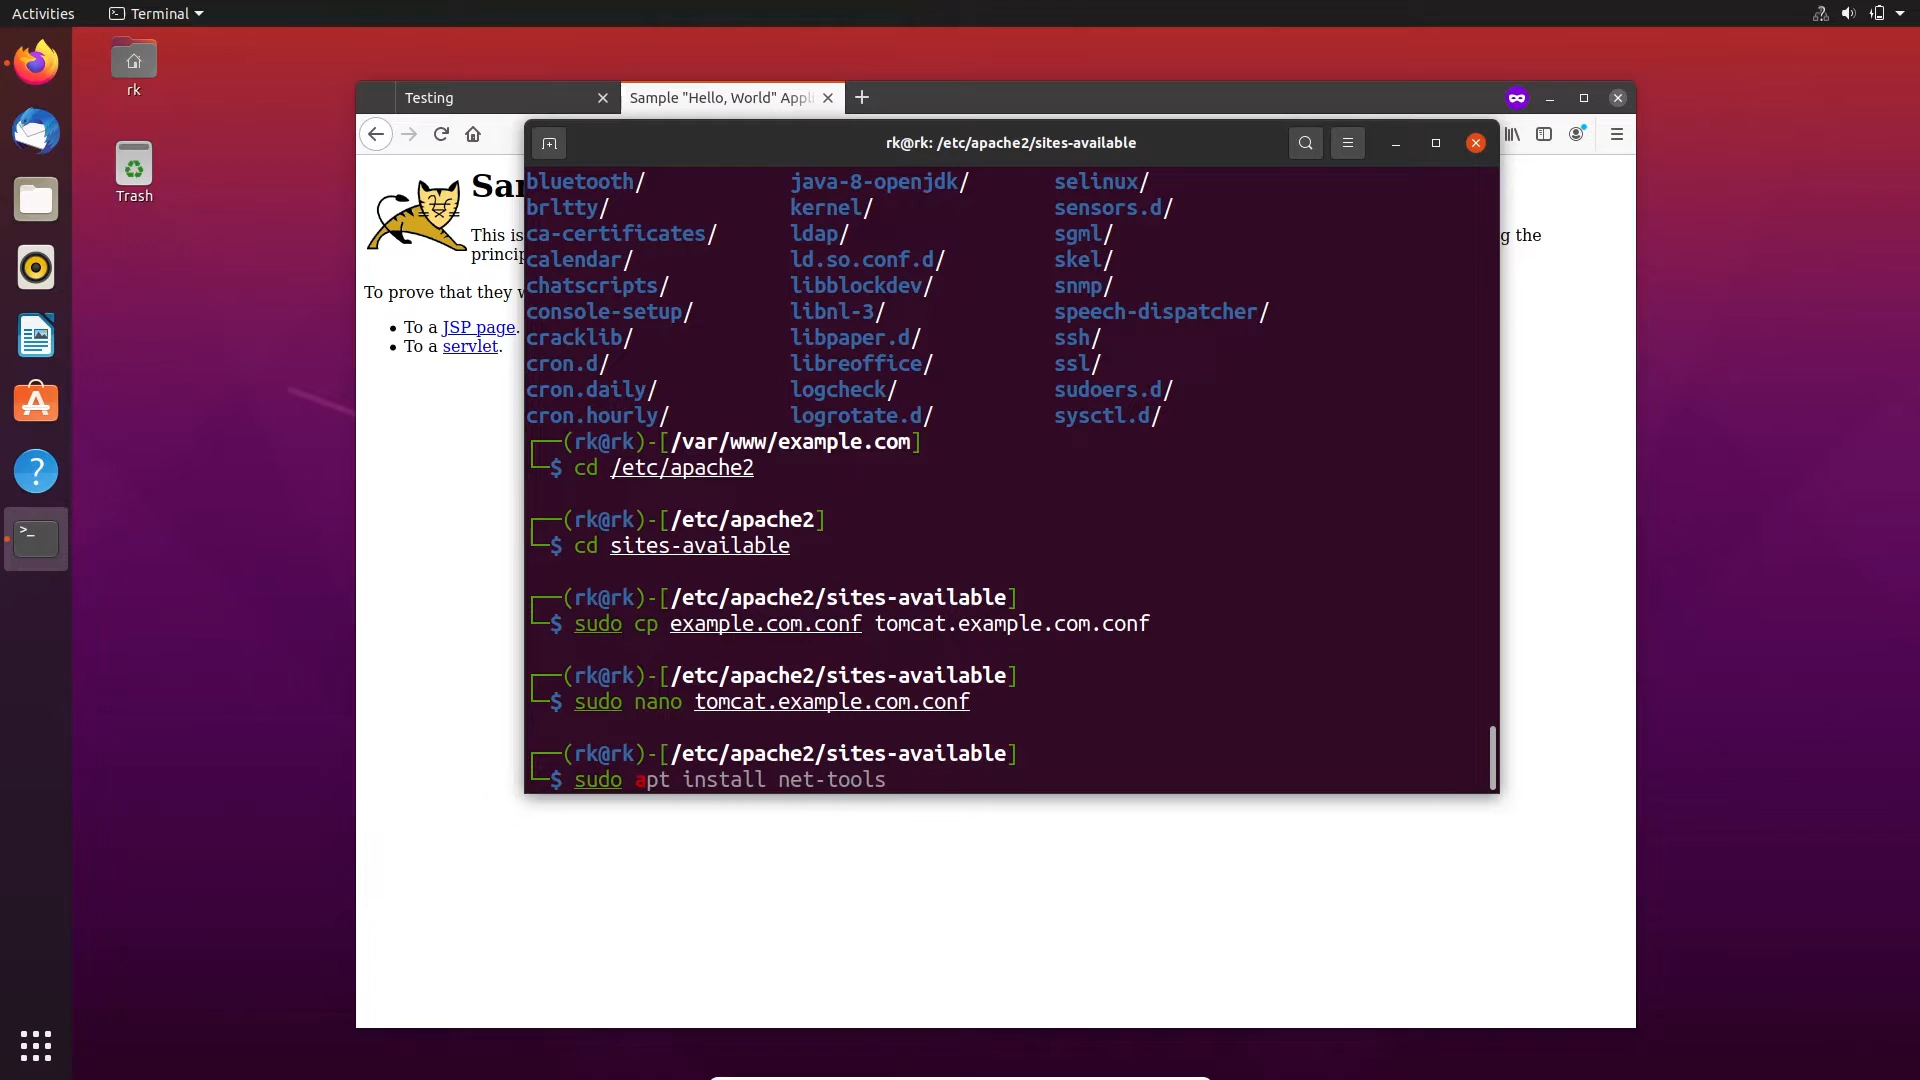 Activities
Terminal
rk
Trash
Testing
Sample "Hello, World" Appli
rk@rk: /etc/apache2/sites-available
Sa
This is
g the
princip
To prove that they w
To a JSP page.
To a servlet.
bluetooth/ java-8-openjdk/ selinux/
brltty/ kernel/ sensors.d/
ca-certificates/ ldap/ sgml/
calendar/ ld.so.conf.d/ skel/
chatscripts/ libblockdev/ snmp/
console-setup/ libnl-3/ speech-dispatcher/
cracklib/ libpaper.d/ ssh/
cron.d/ libreoffice/ ssl/
cron.daily/ logcheck/ sudoers.d/
cron.hourly/ logrotate.d/ sysctl.d/
┌──(rk@rk)-[/var/www/example.com]
└─$ cd /etc/apache2
┌──(rk@rk)-[/etc/apache2]
└─$ cd sites-available
┌──(rk@rk)-[/etc/apache2/sites-available]
└─$ sudo cp example.com.conf tomcat.example.com.conf
┌──(rk@rk)-[/etc/apache2/sites-available]
└─$ sudo nano tomcat.example.com.conf
┌──(rk@rk)-[/etc/apache2/sites-available]
└─$ sudo apt install net-tools